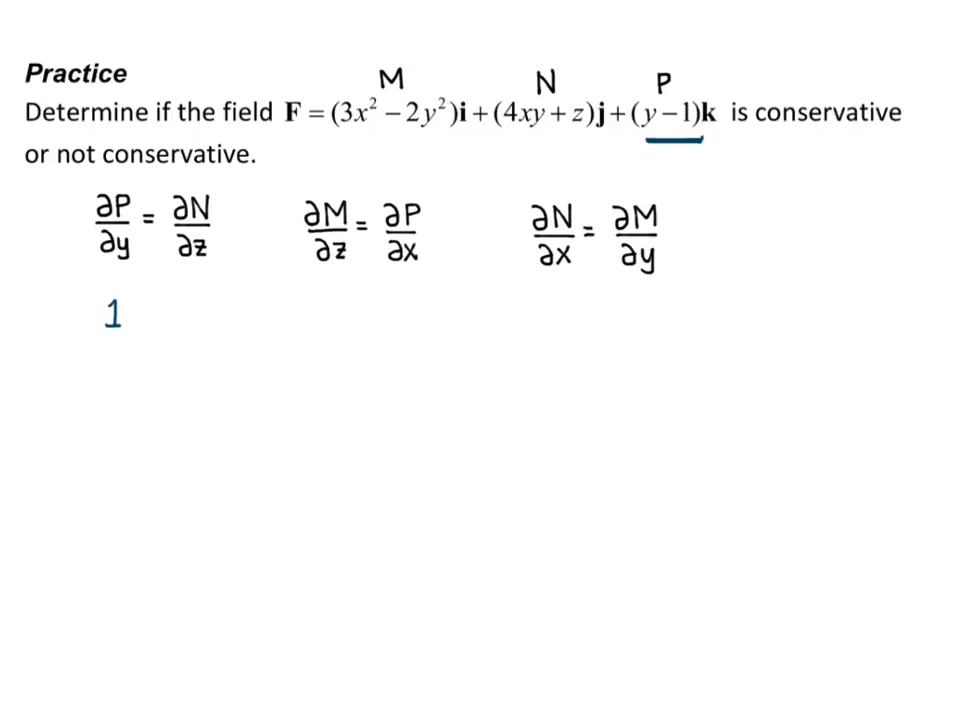 Practice
M N P
Determine if the field F = (3x² − 2y²)i + (4xy + z)j + (y − 1)k is conservative
or not conservative.
∂P/∂y = ∂N/∂z ∂M/∂z = ∂P/∂x ∂N/∂x = ∂M/∂y
1